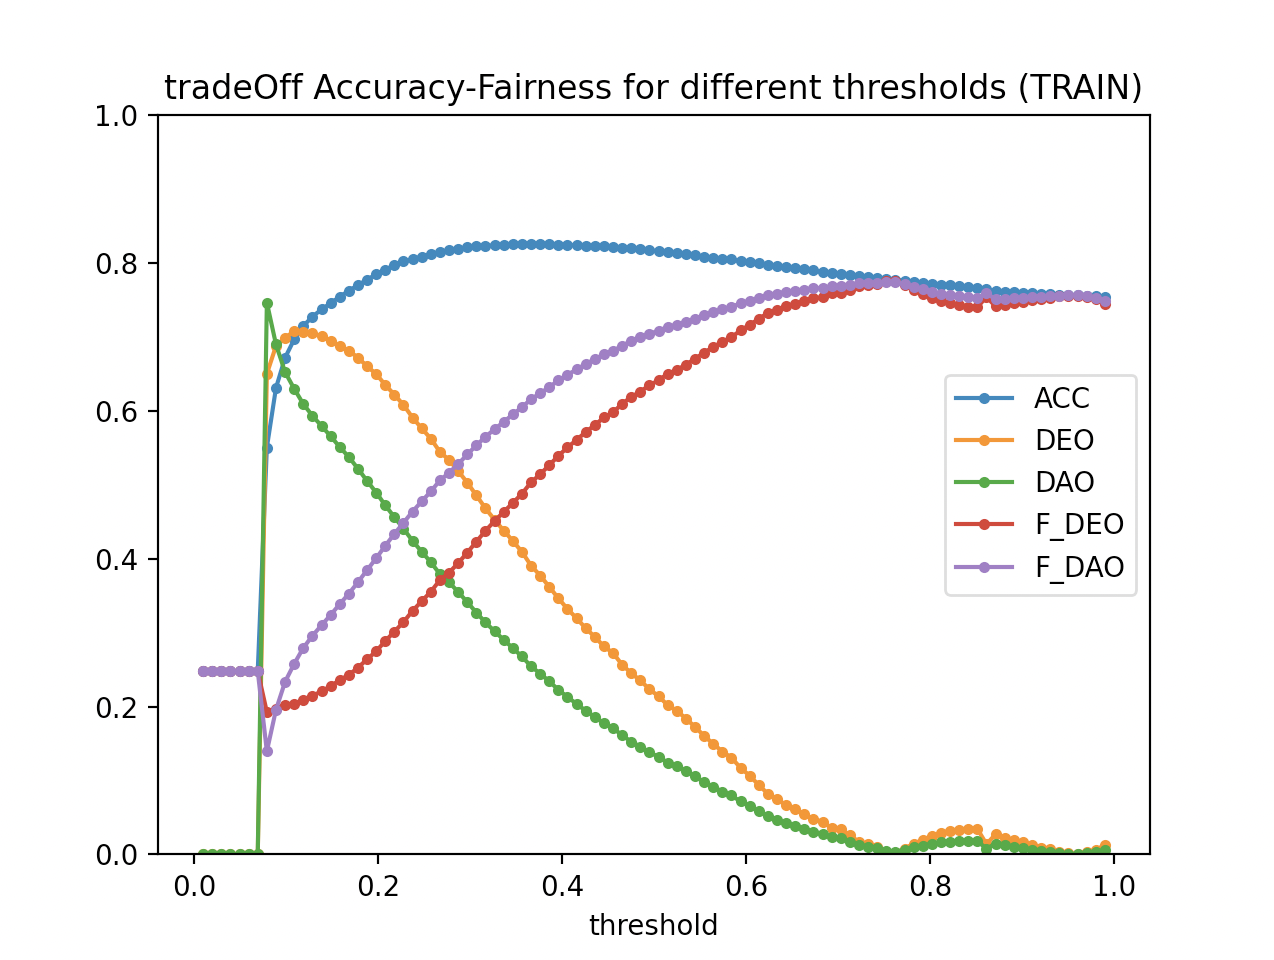 tradeOff Accuracy-Fairness for different thresholds (TRAIN)
1.0
0.8
0.6
0.4
0.2
0.0
ACC
DEO
DAO
F_DEO
F_DAO
0.0 0.2 0.4 0.6 0.8 1.0
threshold